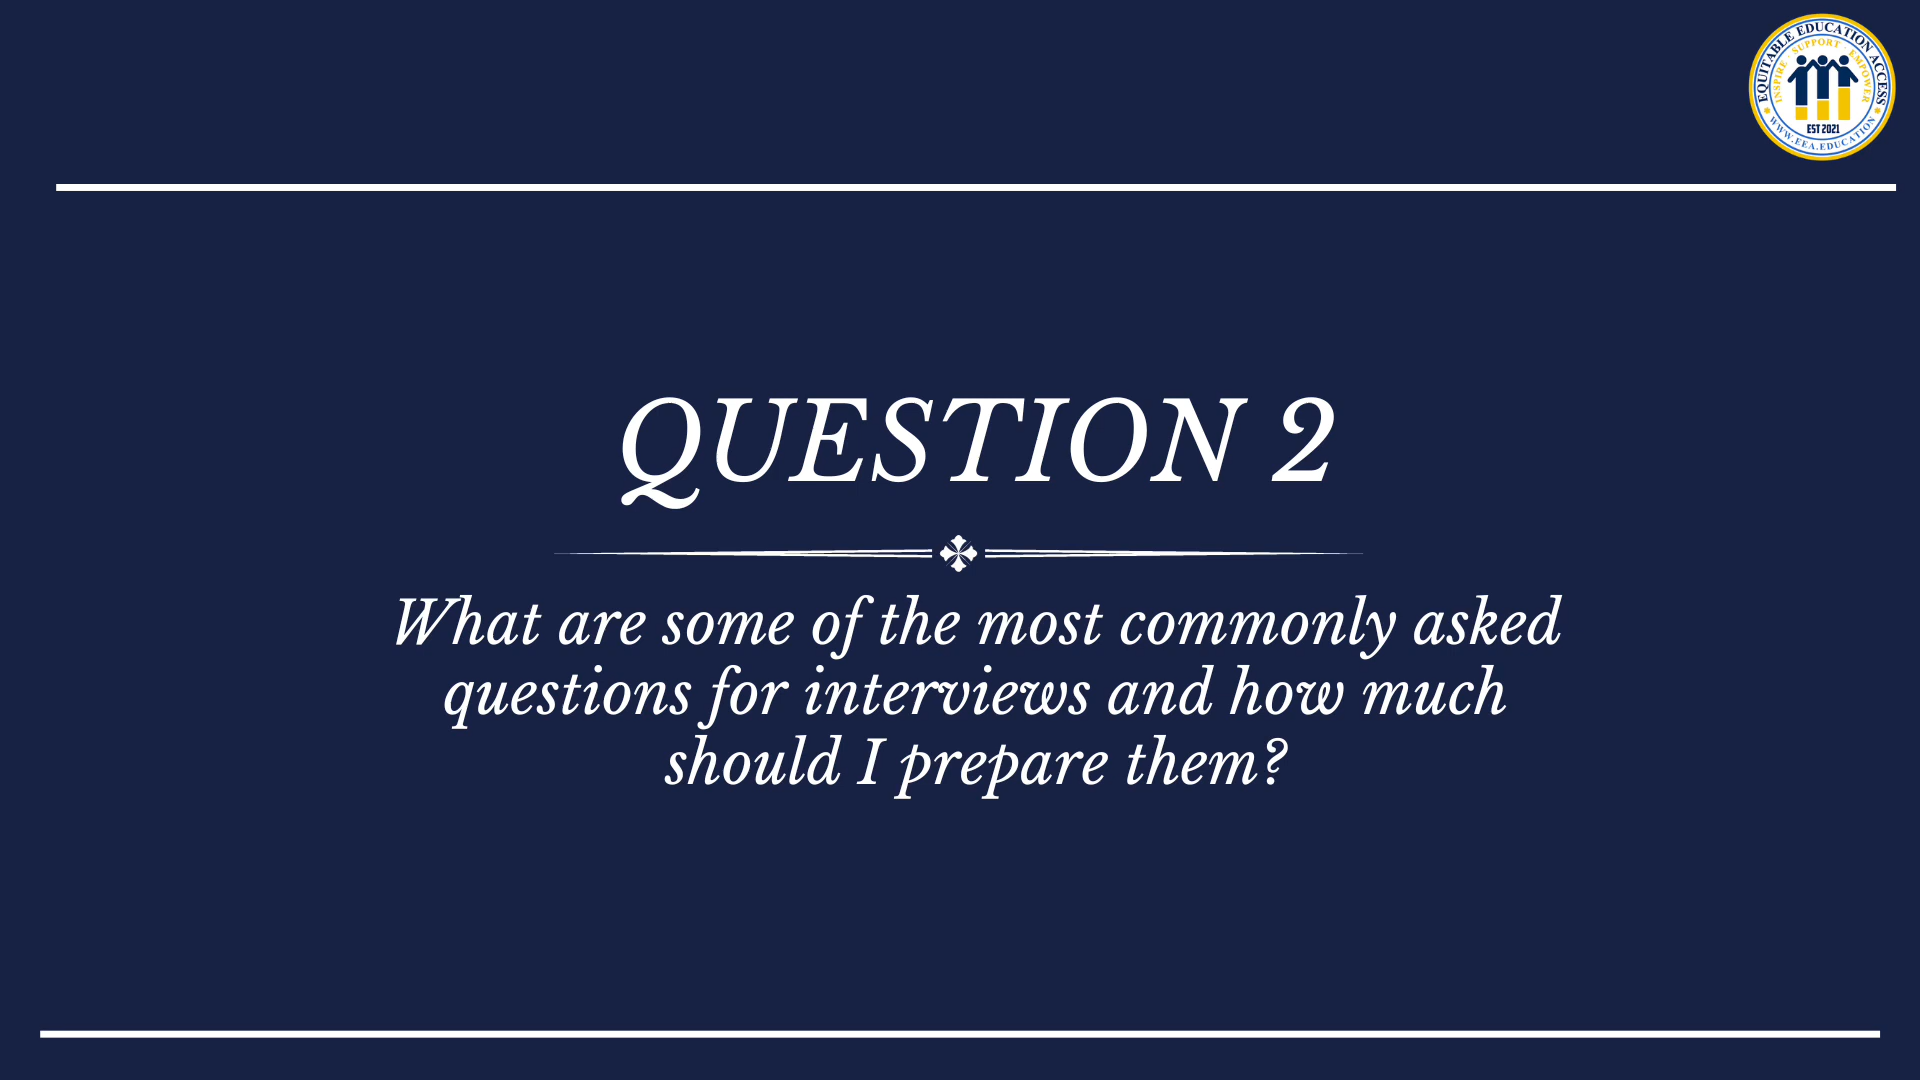 EQUITABLE EDUCATION ACCESS
INSPIRE · SUPPORT · EMPOWER
EST 2021
WWW.EEA.EDUCATION
QUESTION 2
What are some of the most commonly asked
questions for interviews and how much
should I prepare them?